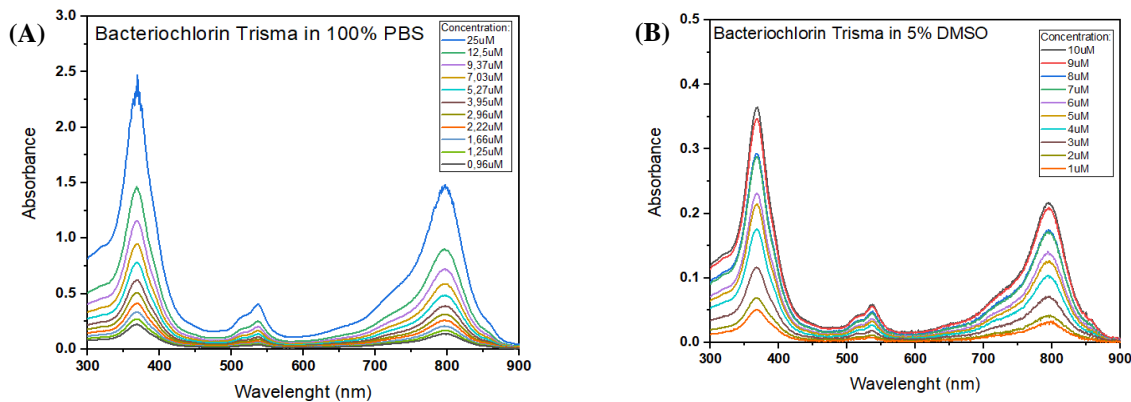 (A)
Bacteriochlorin Trisma in 100% PBS
Concentration:
25uM
12,5uM
9,37uM
7,03uM
5,27uM
3,95uM
2,96uM
2,22uM
1,66uM
1,25uM
0,96uM
3.0
2.5
2.0
1.5
1.0
0.5
0.0
Absorbance
300 400 500 600 700 800 900
Wavelenght (nm)
(B)
Bacteriochlorin Trisma in 5% DMSO
Concentration:
10uM
9uM
8uM
7uM
6uM
5uM
4uM
3uM
2uM
1uM
0.5
0.4
0.3
0.2
0.1
0.0
Absorbance
300 400 500 600 700 800 900
Wavelenght (nm)